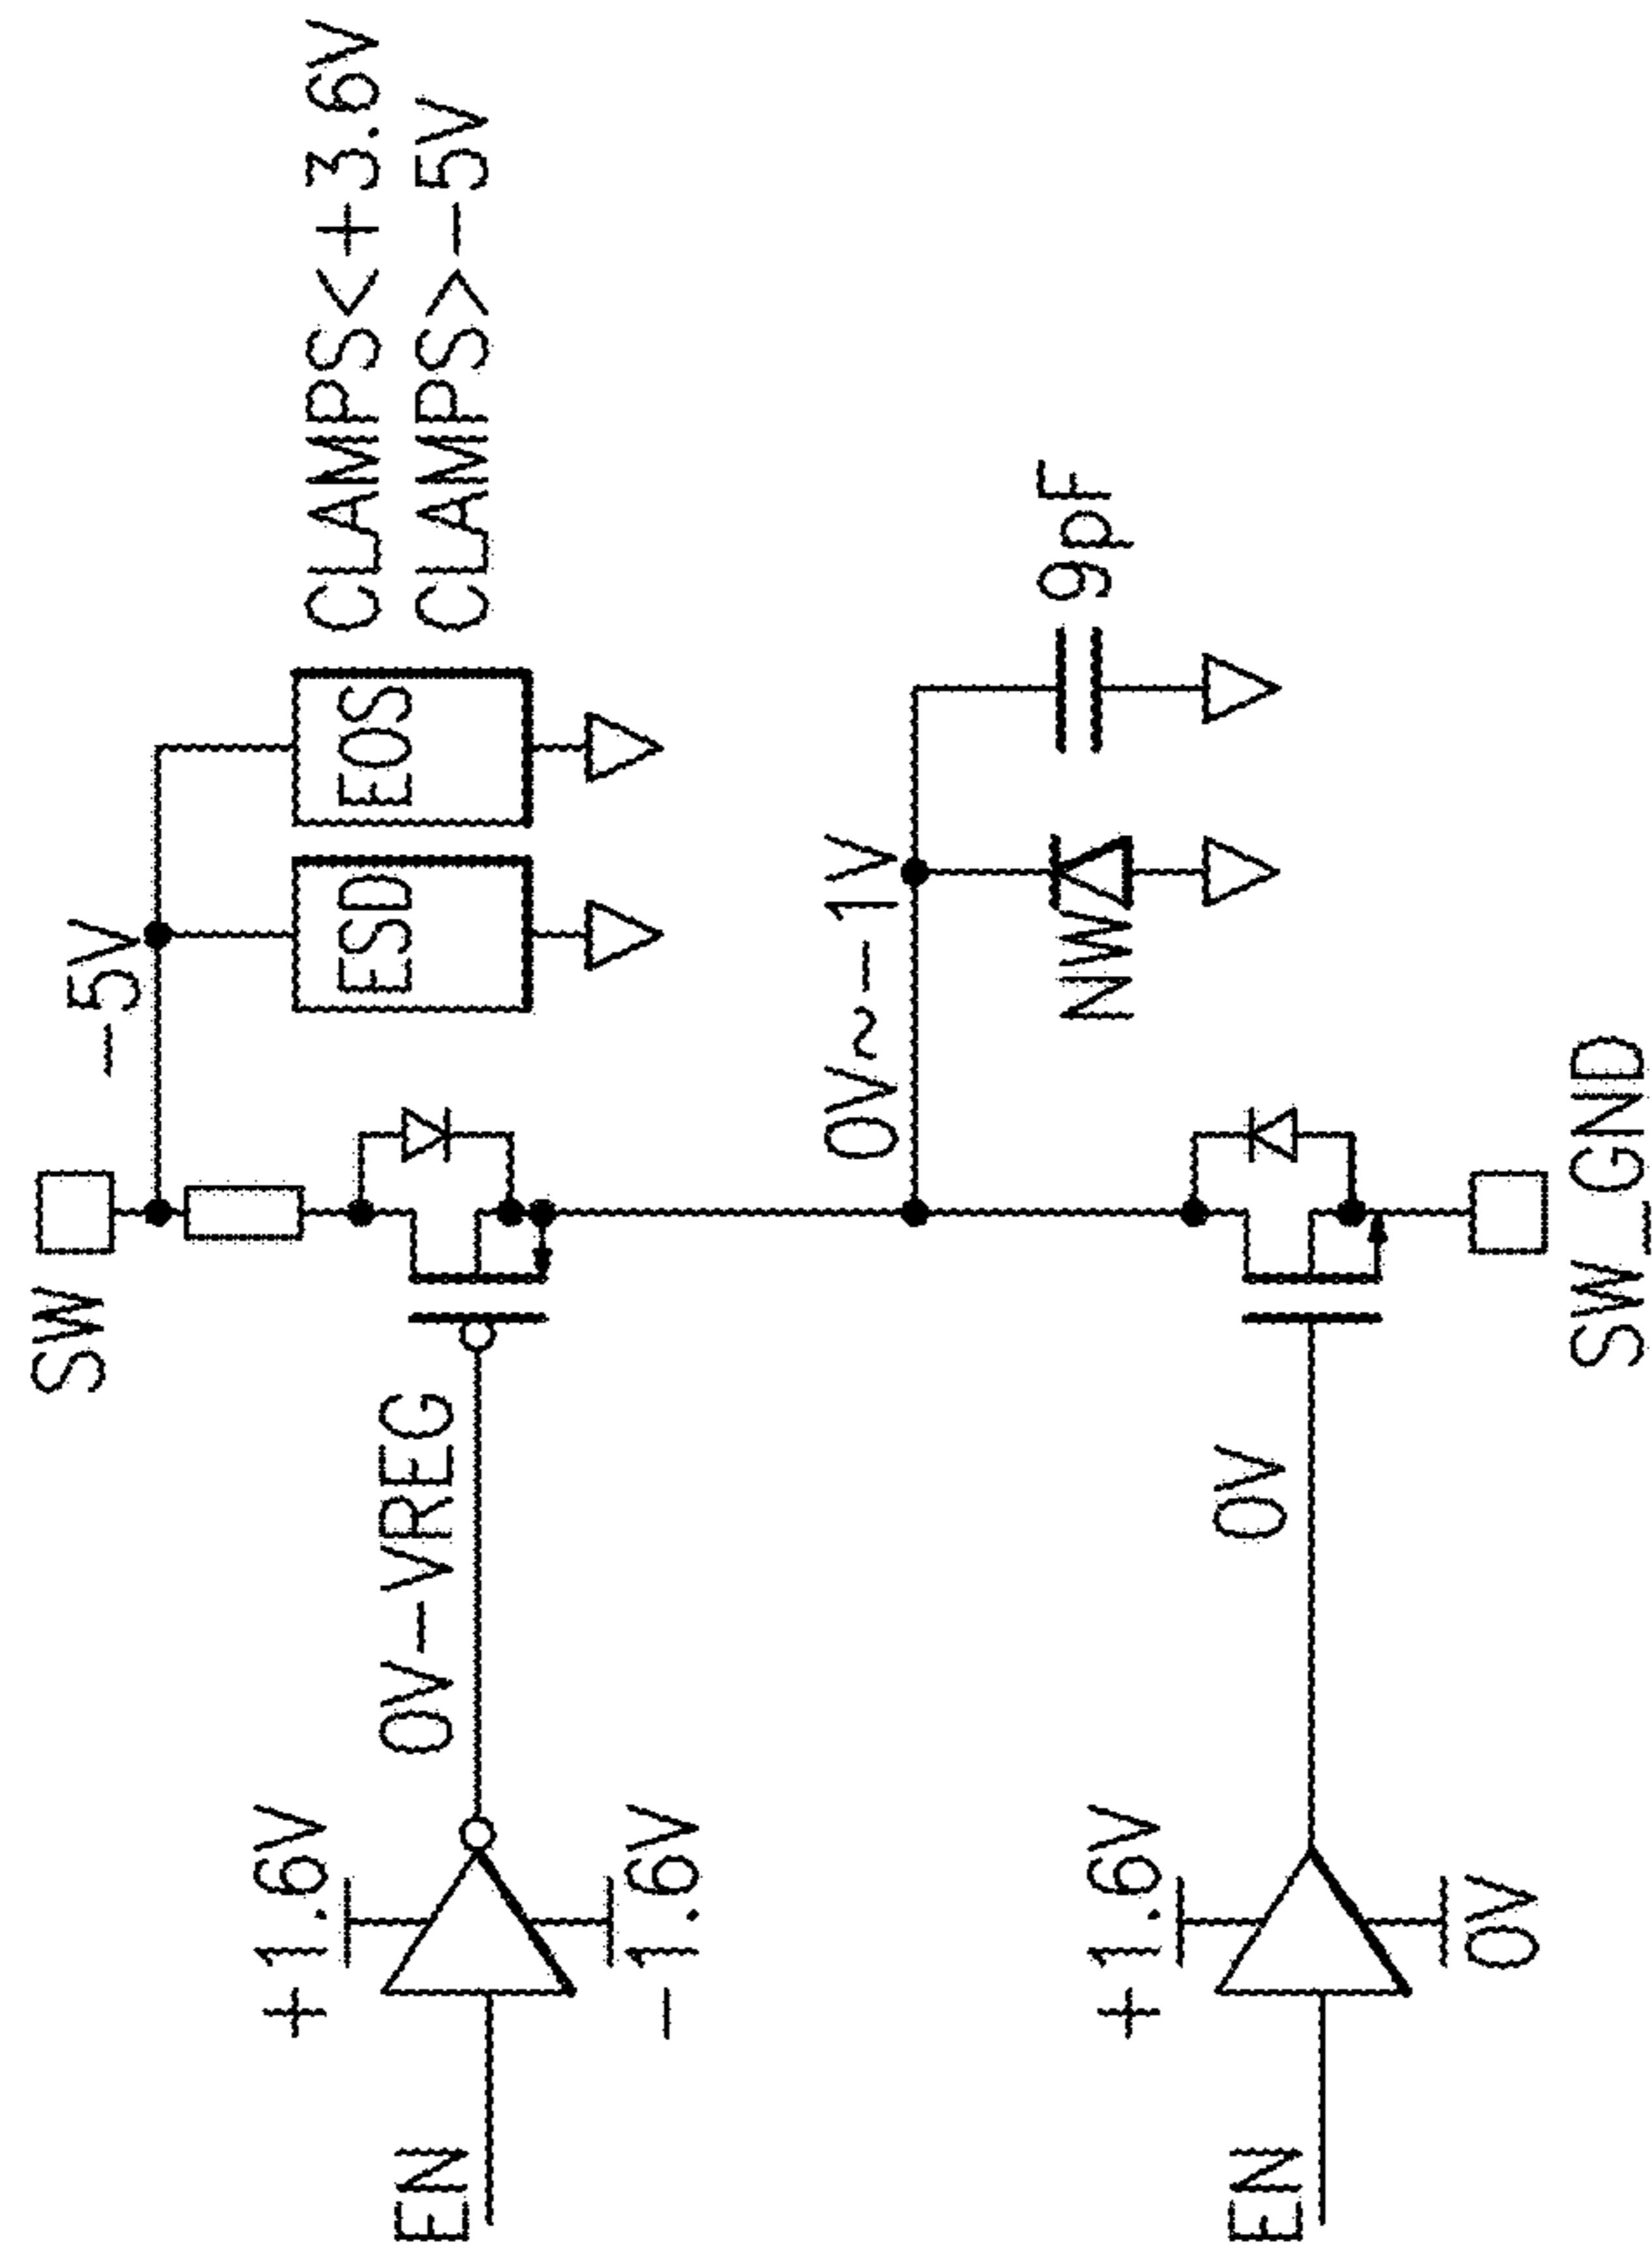 SW
-5V
CLAMPS<+3.6V
CLAMPS>-5V
ESD
EOS
+1.6V
0V-VREG
EN
-1.6V
0V~-1V
NW
9pF
+1.6V
0V
EN
0V
SW_GND